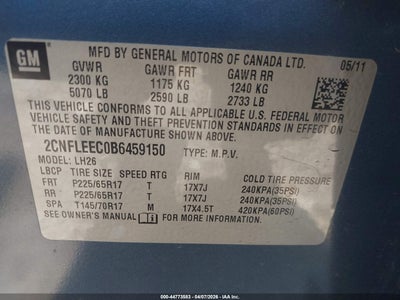 GM
MFD BY GENERAL MOTORS OF CANADA LTD. 05/11
GVWR GAWR FRT GAWR RR
2300 KG 1175 KG 1240 KG
5070 LB 2590 LB 2733 LB
THIS VEHICLE CONFORMS TO ALL APPLICABLE U.S. FEDERAL MOTOR
VEHICLE SAFETY AND THEFT PREVENTION STANDARDS IN EFFECT
ON THE DATE OF MANUFACTURE SHOWN ABOVE.
2CNFLEEC0B6459150 TYPE: M.P.V.
MODEL: LH26
LBCP TIRE SIZE SPEED RTG RIM COLD TIRE PRESSURE
FRT P225/65R17 T 17X7J 240KPA(35PSI)
RR P225/65R17 T 17X7J 240KPA(35PSI)
SPA T145/70R17 M 17X4.5T 420KPA(60PSI)
SEE OWNER'S MANUAL FOR ADDITIONAL INFORMATION.
IAA: 44773583 - 04/07/2026 -